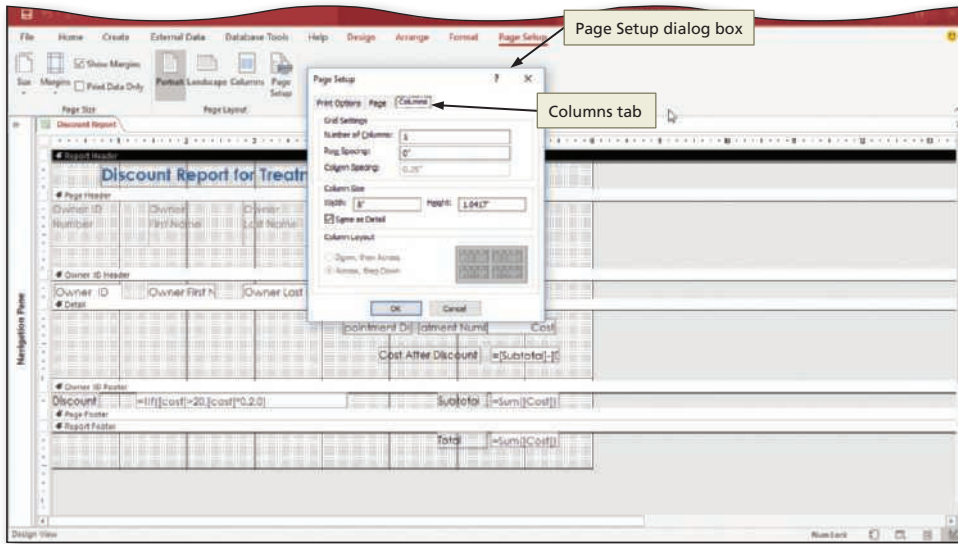 File Home Create External Data Database Tools Help Design Arrange Format Page Setup
Page Setup dialog box
Size Margins Show Margins Print Data Only Portrait Landscape Columns Page Setup
Page Size Page Layout
Discount Report
Page Setup ? ×
Print Options Page Columns
Columns tab
Grid Settings
Number of Columns: 1
Row Spacing: 0"
Column Spacing: 0.25"
Column Size
Width: 8" Height: 1.0417"
Same as Detail
Column Layout
Down, then Across
Across, then Down
OK Cancel
Report Header
Discount Report for Treatm
Page Header
Owner ID Owner Owner
Number First Name Last Name
Owner ID Header
Owner ID Owner First N Owner Last
Detail
pointment D atment Numb Cost
Cost After Discount =[Subtotal]-[D
Owner ID Footer
Discount =IIf([cost]>20,[cost]*0.2,0) Subtotal =Sum([Cost])
Page Footer
Report Footer
Total =Sum([Cost])
Navigation Pane
Design View Num Lock